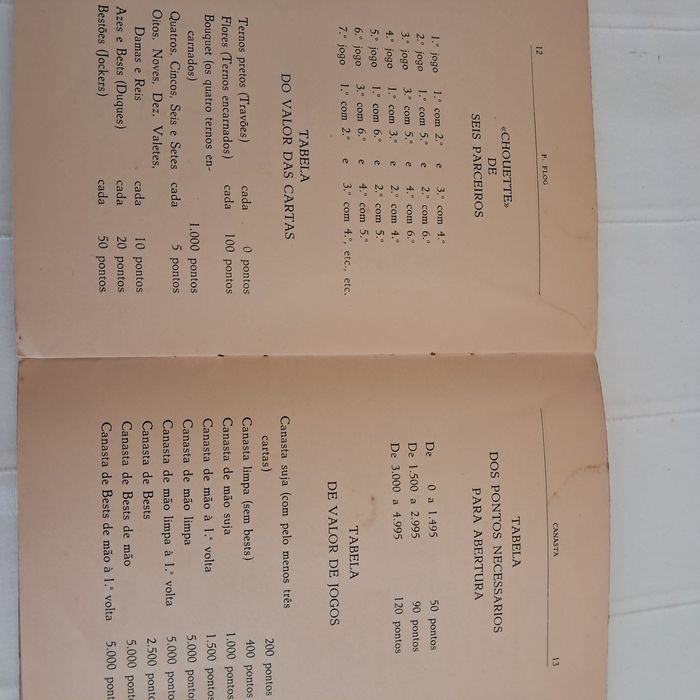 12
F. FLOG
«CHOUETTE»
DE
SEIS PARCEIROS
1.º jogo 1.º com 2.º e 3.º com 4.º
2.º jogo 1.º com 5.º e 2.º com 6.º
3.º jogo 3.º com 5.º e 4.º com 6.º
4.º jogo 1.º com 3.º e 2.º com 4.º
5.º jogo 1.º com 6.º e 2.º com 5.º
6.º jogo 3.º com 6.º e 4.º com 5.º
7.º jogo 1.º com 2.º e 3.º com 4.º, etc., etc.
TABELA
DO VALOR DAS CARTAS
Ternos pretos (Travões) cada 0 pontos
Flores (Ternos encarnados) cada 100 pontos
Bouquet (os quatro ternos en-
carnados) 1.000 pontos
Quatros, Cincos, Seis e Setes cada 5 pontos
Oitos, Noves, Dez, Valetes,
Damas e Reis cada 10 pontos
Azes e Bests (Duques) cada 20 pontos
Bestões (Jockers) cada 50 pontos
CANASTA
13
TABELA
DOS PONTOS NECESSÁRIOS
PARA ABERTURA
De 0 a 1.495 50 pontos
De 1.500 a 2.995 90 pontos
De 3.000 a 4.995 120 pontos
TABELA
DE VALOR DE JOGOS
Canasta suja (com pelo menos três
cartas) 200 pontos
Canasta limpa (sem bests) 400 pontos
Canasta de mão suja 1.000 pontos
Canasta de mão à 1.ª volta 1.500 pontos
Canasta de mão limpa 5.000 pontos
Canasta de mão limpa à 1.ª volta 5.000 pontos
Canasta de Bests 2.500 pontos
Canasta de Bests de mão 5.000 pontos
Canasta de Bests de mão à 1.ª volta 5.000 pontos